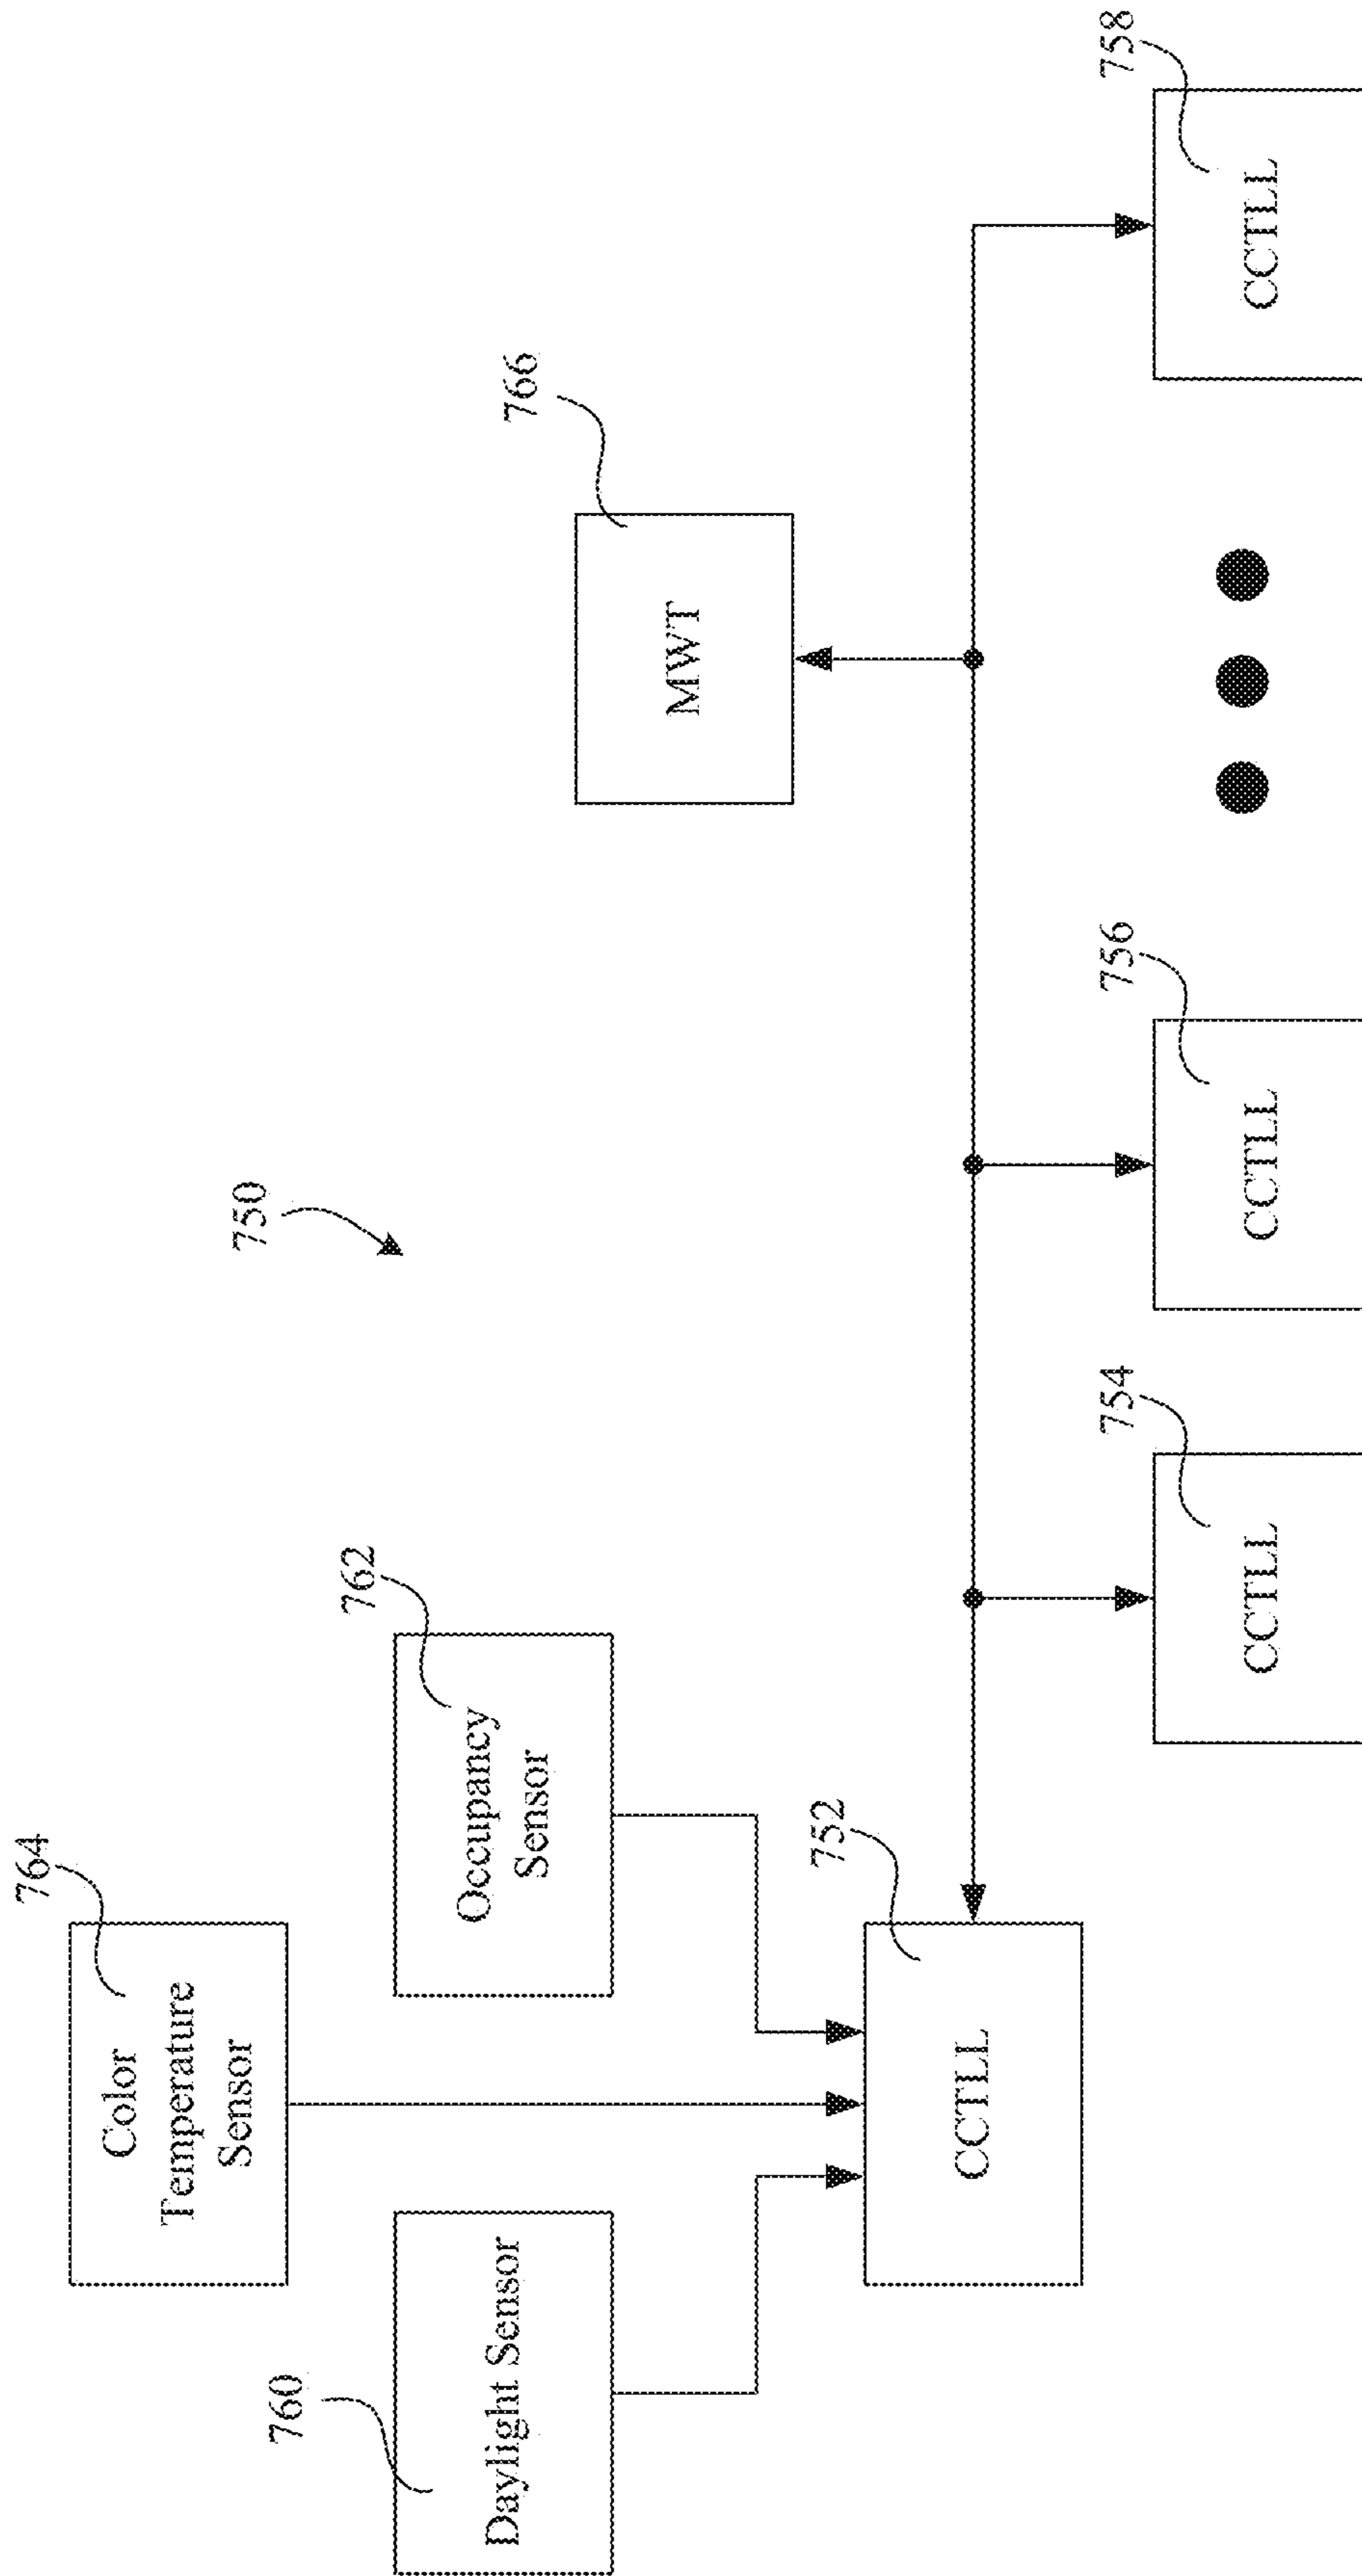 764
Color
Temperature
Sensor
760
Daylight Sensor
762
Occupancy
Sensor
750
752
CCTLL
766
MWT
754
CCTLL
756
CCTLL
758
CCTLL